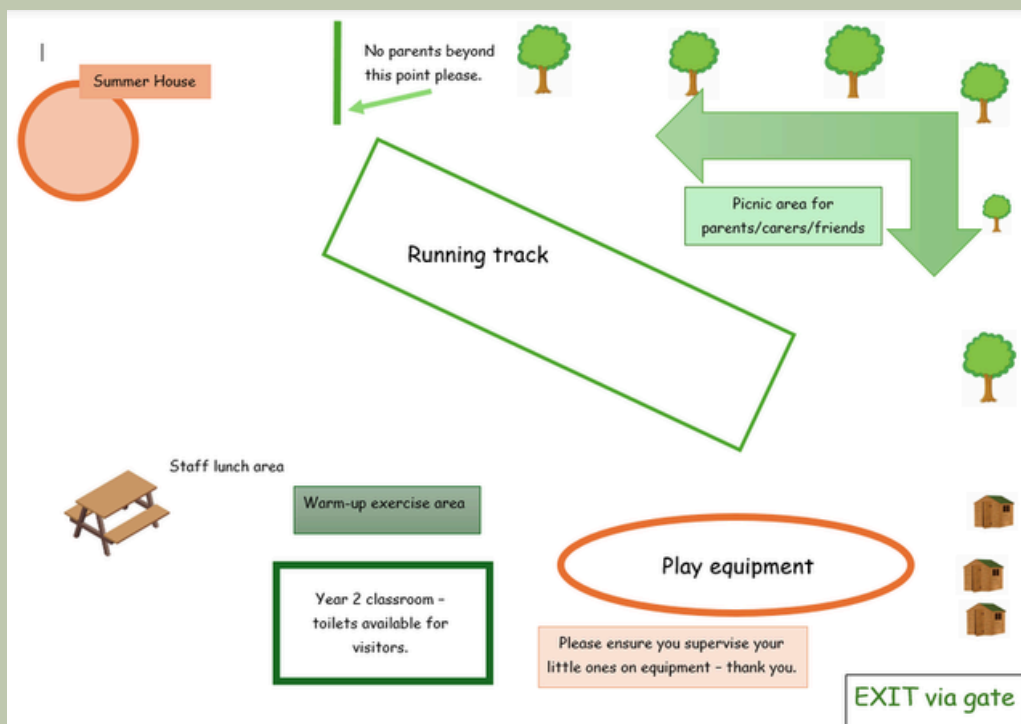 No parents beyond
this point please.
Summer House
Picnic area for
parents/carers/friends
Running track
Staff lunch area
Warm-up exercise area
Play equipment
Year 2 classroom –
toilets available for
visitors.
Please ensure you supervise your
little ones on equipment – thank you.
EXIT via gate